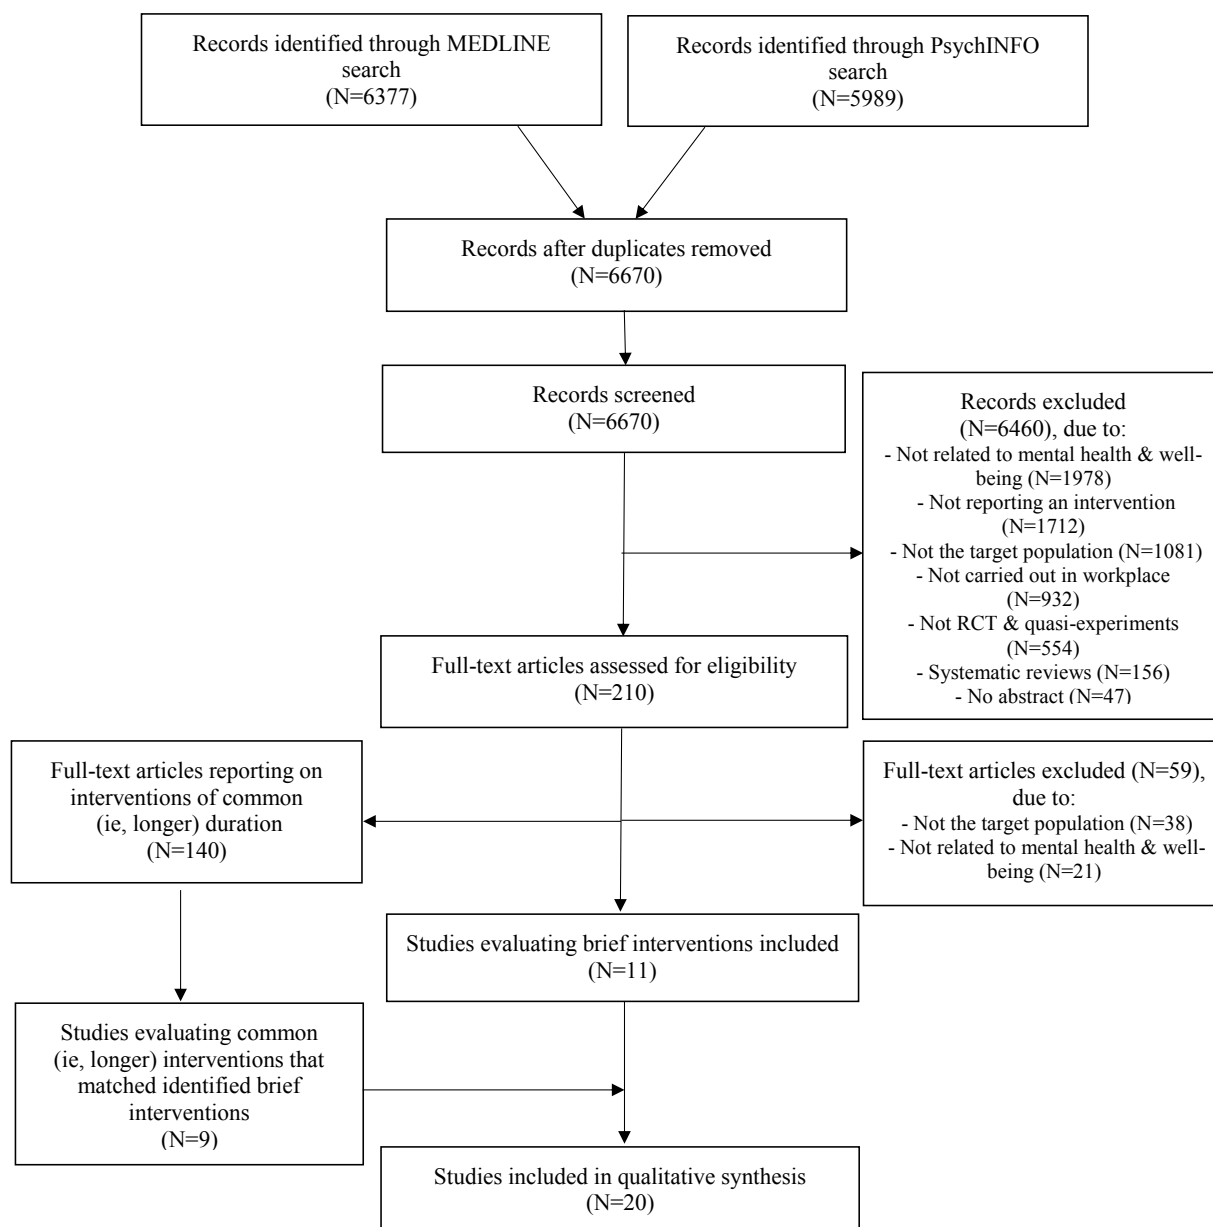 Records identified through MEDLINE
search
(N=6377)
Records identified through PsychINFO
search
(N=5989)
Records after duplicates removed
(N=6670)
Records screened
(N=6670)
Records excluded
(N=6460), due to:
- Not related to mental health & well-
being (N=1978)
- Not reporting an intervention
(N=1712)
- Not the target population (N=1081)
- Not carried out in workplace
(N=932)
- Not RCT & quasi-experiments
(N=554)
- Systematic reviews (N=156)
- No abstract (N=47)
Full-text articles assessed for eligibility
(N=210)
Full-text articles reporting on
interventions of common
(ie, longer) duration
(N=140)
Full-text articles excluded (N=59),
due to:
- Not the target population (N=38)
- Not related to mental health & well-
being (N=21)
Studies evaluating brief interventions included
(N=11)
Studies evaluating common
(ie, longer) interventions that
matched identified brief
interventions
(N=9)
Studies included in qualitative synthesis
(N=20)